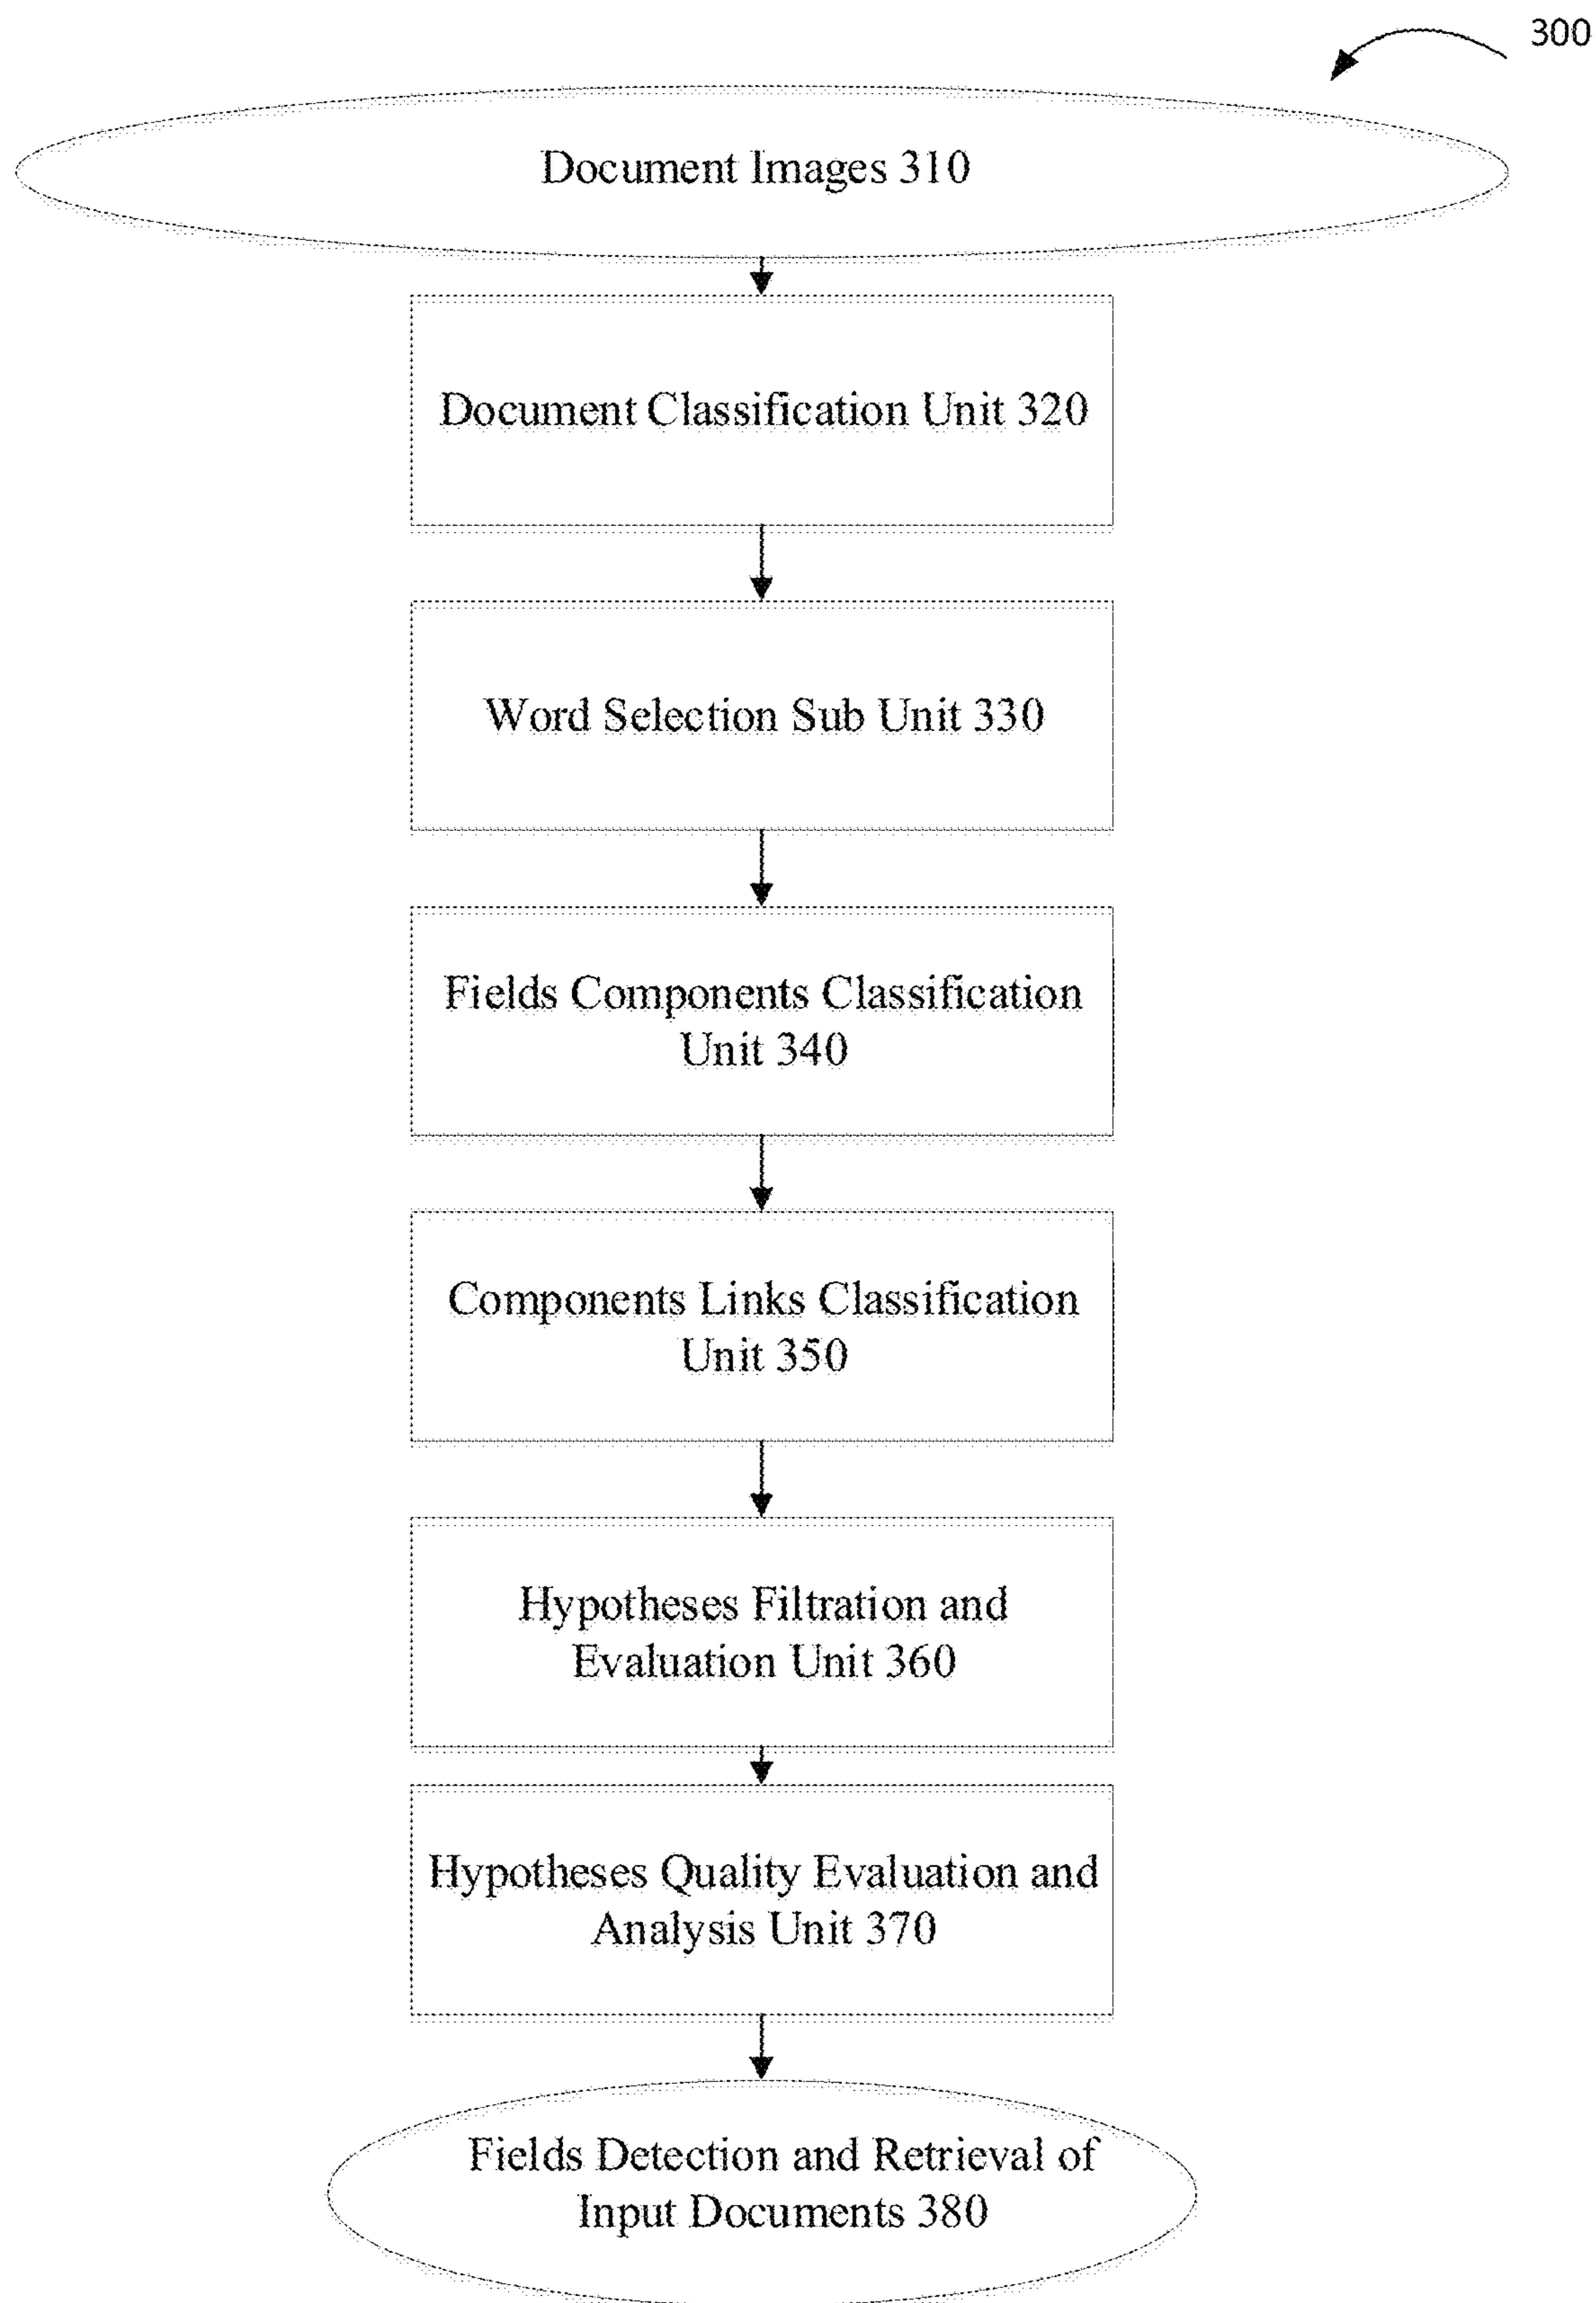 300
Document Images 310
Document Classification Unit 320
Word Selection Sub Unit 330
Fields Components Classification
Unit 340
Components Links Classification
Unit 350
Hypotheses Filtration and
Evaluation Unit 360
Hypotheses Quality Evaluation and
Analysis Unit 370
Fields Detection and Retrieval of
Input Documents 380